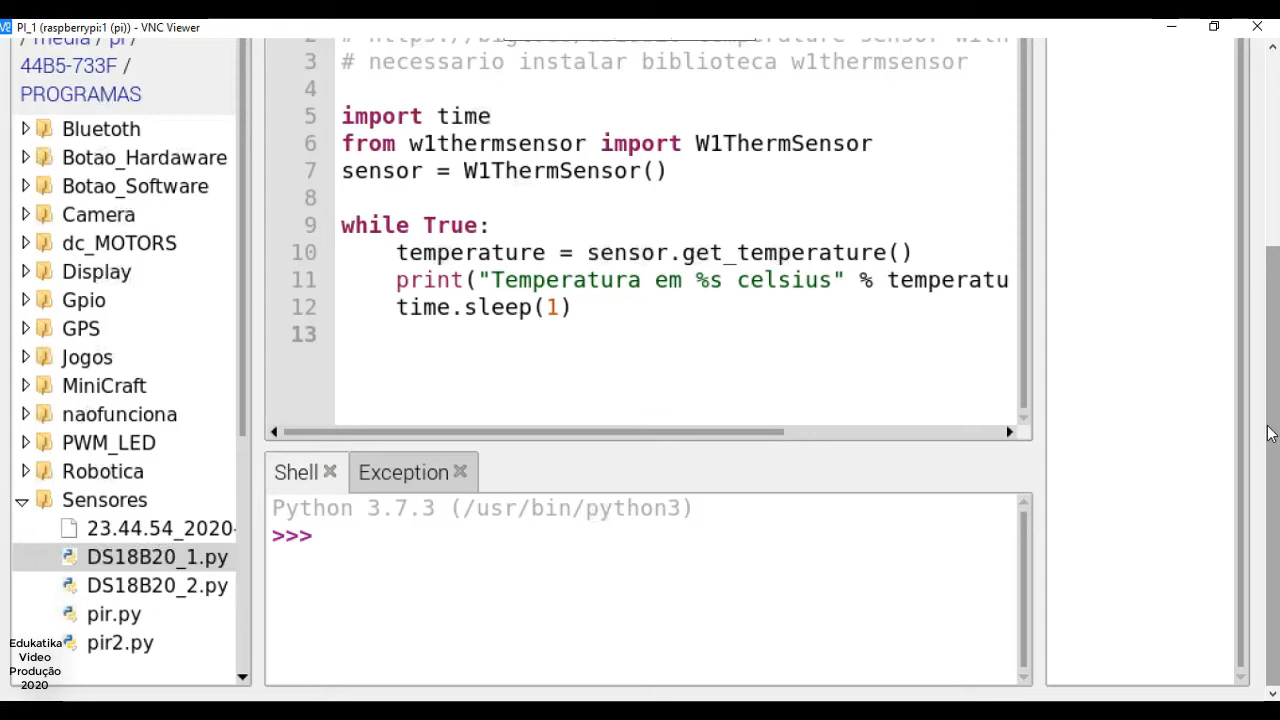 PI_1 (raspberrypi:1 (pi)) - VNC Viewer
/ media / pi /
44B5-733F /
PROGRAMAS
Bluetoth
Botao_Hardaware
Botao_Software
Camera
dc_MOTORS
Display
Gpio
GPS
Jogos
MiniCraft
naofunciona
PWM_LED
Robotica
Sensores
23.44.54_2020-
DS18B20_1.py
DS18B20_2.py
pir.py
pir2.py
2
3 # necessario instalar biblioteca w1thermsensor
4
5 import time
6 from w1thermsensor import W1ThermSensor
7 sensor = W1ThermSensor()
8
9 while True:
10 temperature = sensor.get_temperature()
11 print("Temperatura em %s celsius" % temperatu
12 time.sleep(1)
13
Shell Exception
Python 3.7.3 (/usr/bin/python3)
>>>
Edukatika
Video
Produção
2020